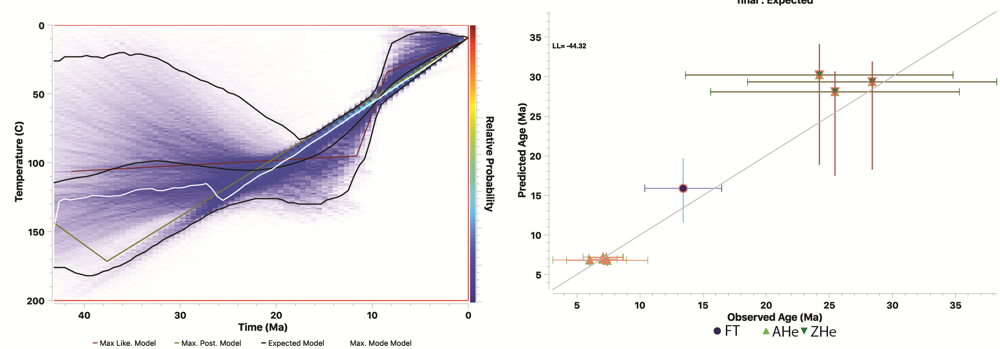 0
50
100
150
200
Temperature (C)
40 30 20 10 0
Time (Ma)
Max Like. Model Max. Post. Model Expected Model Max. Mode Model
Relative Probability
final : Expected
LL= -44.32
35
30
25
20
15
10
5
Predicted Age (Ma)
5 10 15 20 25 30 35
Observed Age (Ma)
FT AHe ZHe